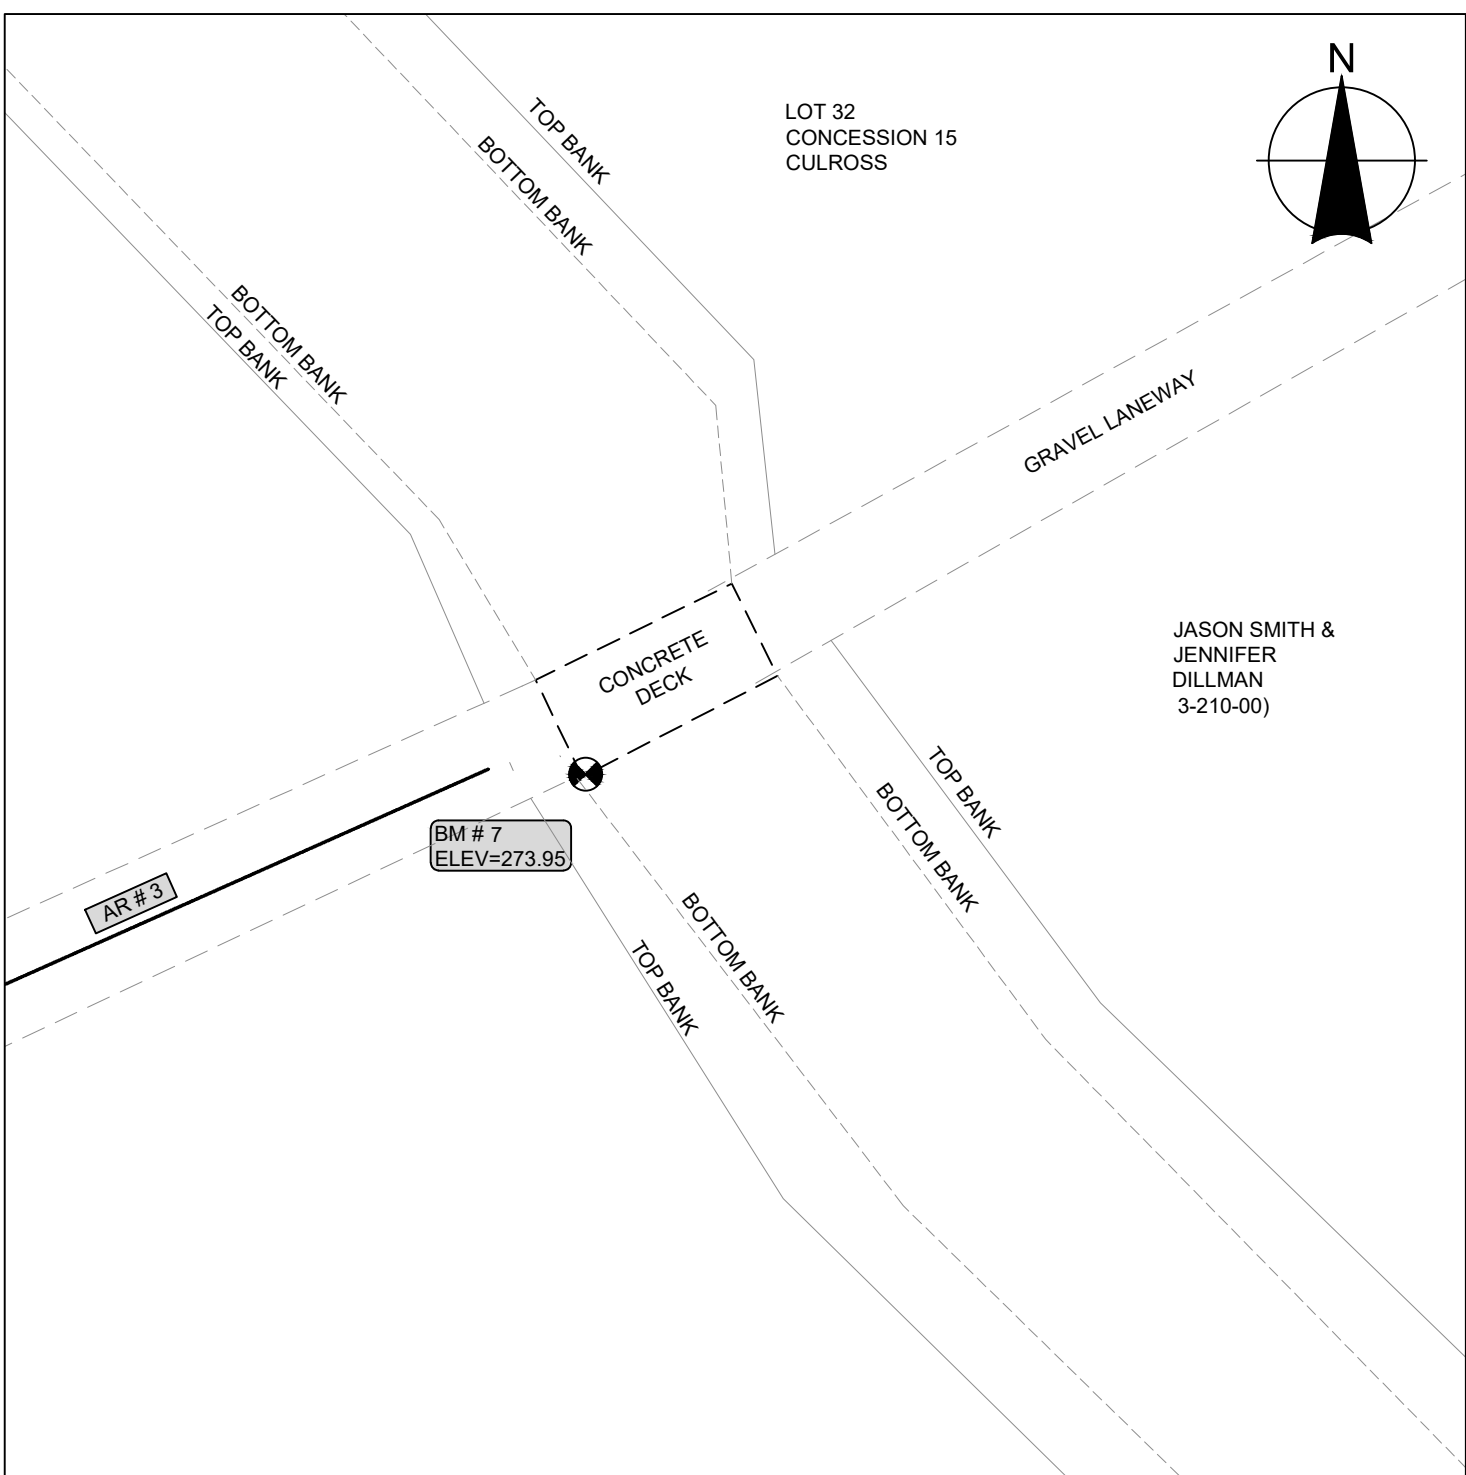 N
LOT 32
CONCESSION 15
CULROSS
TOP BANK
BOTTOM BANK
BOTTOM BANK
TOP BANK
GRAVEL LANEWAY
CONCRETE
DECK
JASON SMITH &
JENNIFER
DILLMAN
3-210-00)
BM # 7
ELEV=273.95
AR # 3
TOP BANK
BOTTOM BANK
BOTTOM BANK
TOP BANK